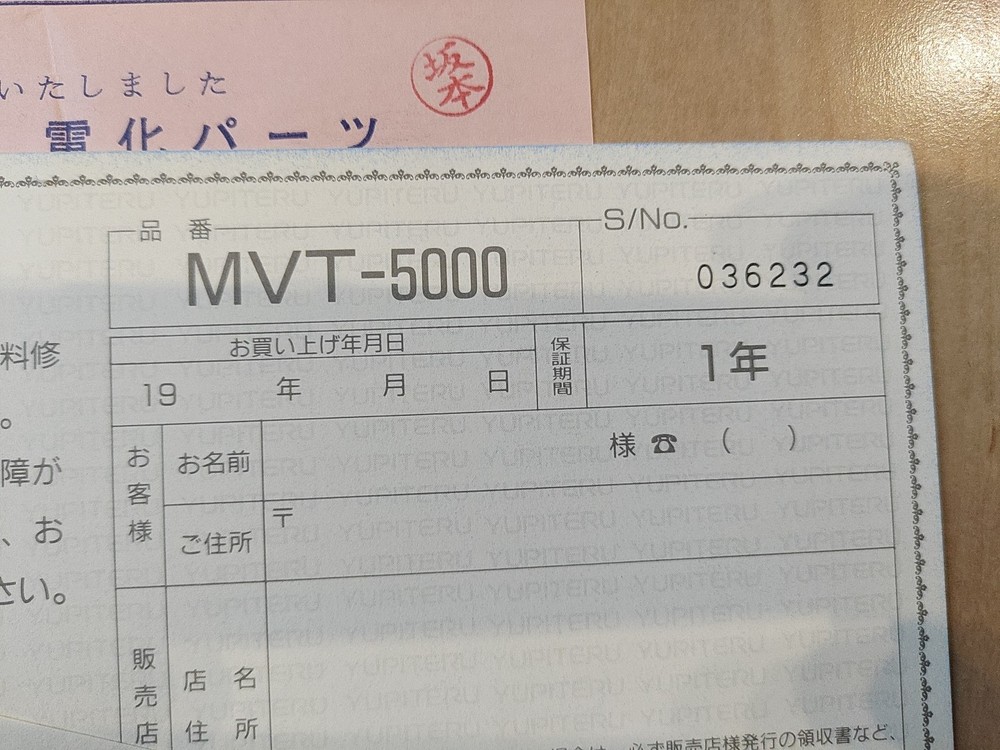 いたしました
坂本
電化パーツ
品番
MVT-5000
S/No.
036232
お買い上げ年月日
19 年 月 日
保証期間
1年
料修
。
障が
、お
さい。
お客様
お名前
様 ☎ ( )
ご住所
〒
販売店
店名
住所
必ず販売店様発行の領収書など、
YUPITERU